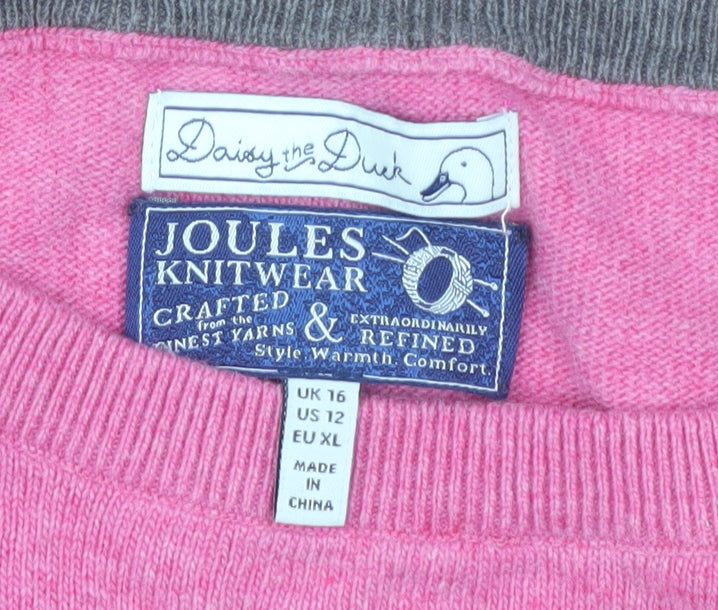 Daisy the Duck
JOULES
KNITWEAR
CRAFTED
from the
FINEST YARNS
&
EXTRAORDINARILY
REFINED
Style. Warmth. Comfort.
UK 16
US 12
EU XL
MADE
IN
CHINA